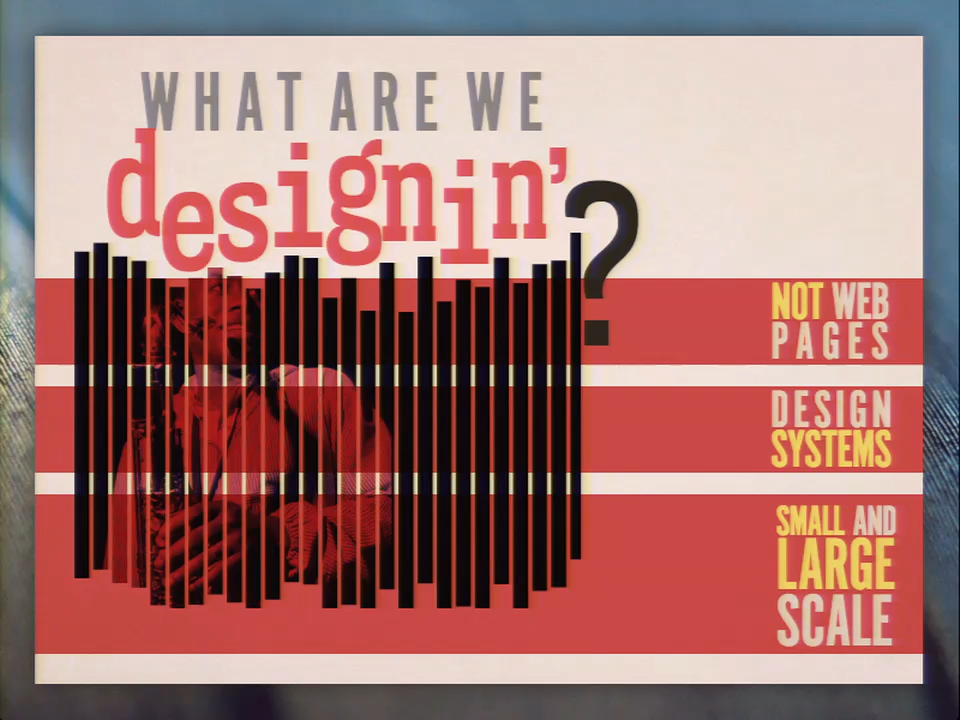 WHAT ARE WE
designin’?
NOT WEB
PAGES
DESIGN
SYSTEMS
SMALL AND
LARGE
SCALE